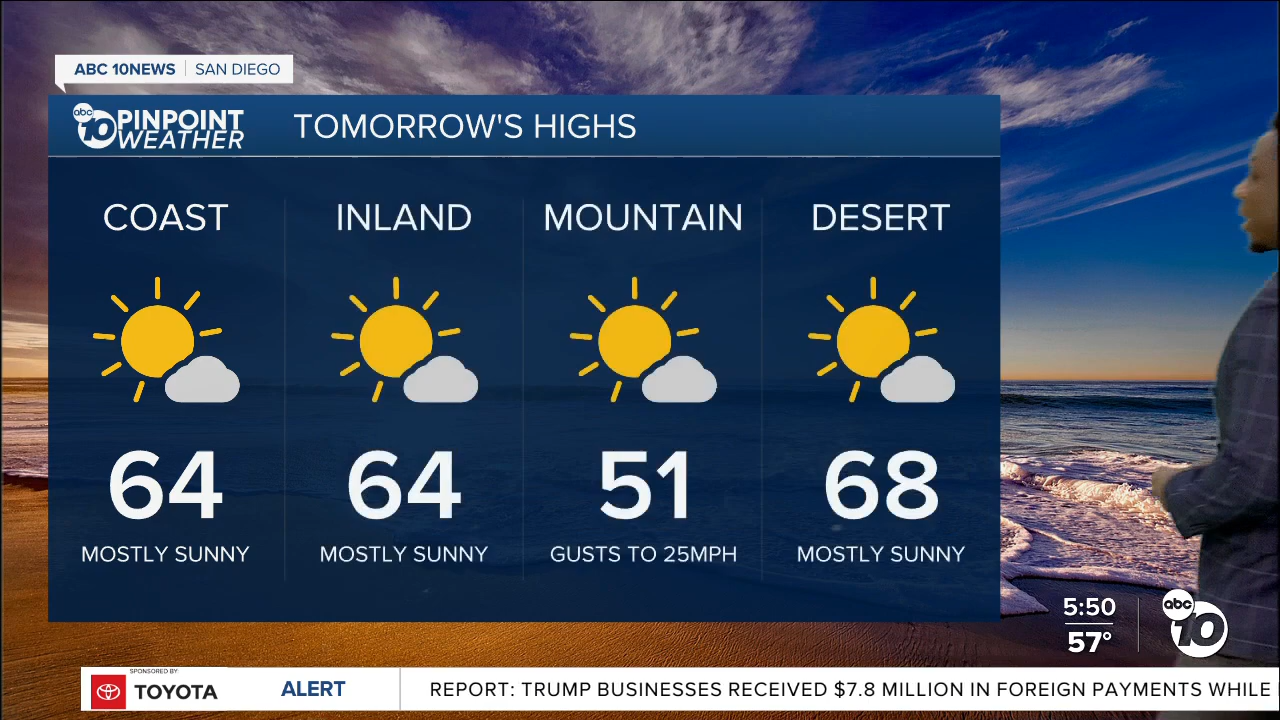 ABC 10NEWS | SAN DIEGO
abc 10 PINPOINT WEATHER
TOMORROW'S HIGHS
COAST
64
MOSTLY SUNNY
INLAND
64
MOSTLY SUNNY
MOUNTAIN
51
GUSTS TO 25MPH
DESERT
68
MOSTLY SUNNY
5:50
57°
abc 10
SPONSORED BY
TOYOTA
ALERT
REPORT: TRUMP BUSINESSES RECEIVED $7.8 MILLION IN FOREIGN PAYMENTS WHILE